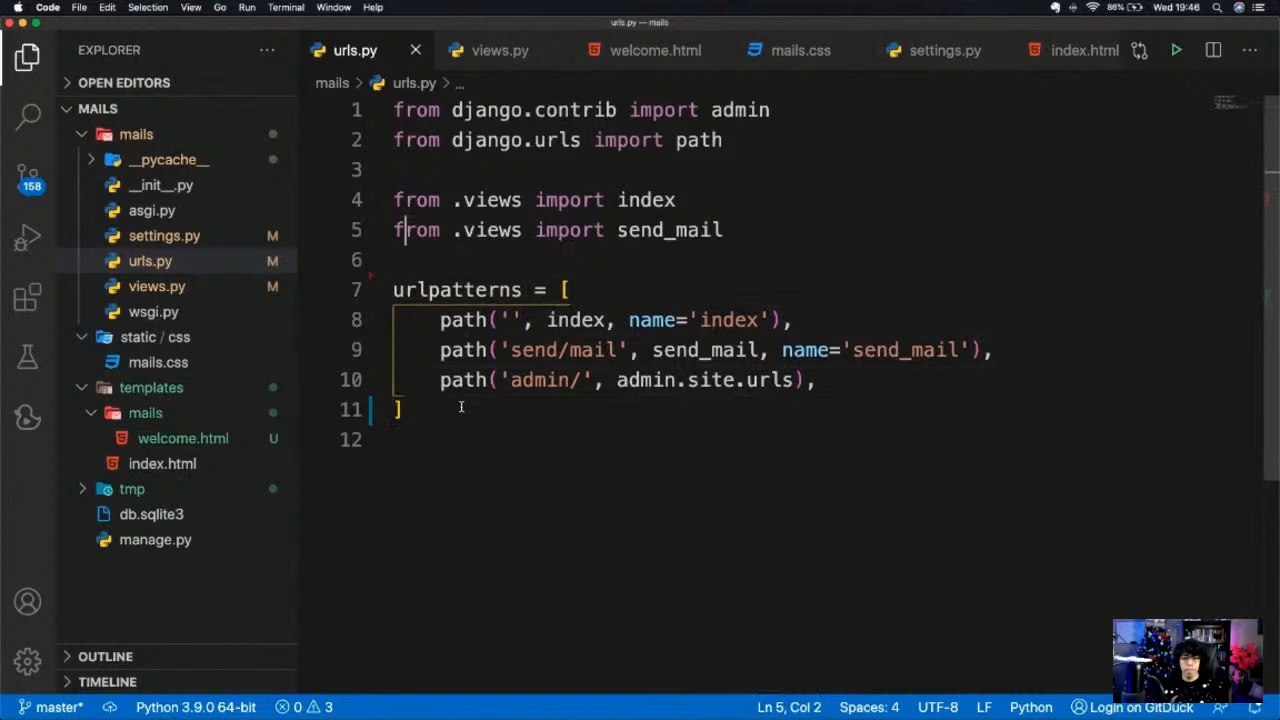 Code File Edit Selection View Go Run Terminal Window Help 86% Wed 19:46
urls.py — mails
EXPLORER
urls.py views.py welcome.html mails.css settings.py index.html
OPEN EDITORS
MAILS
mails
__pycache__
__init__.py
asgi.py
settings.py M
urls.py M
views.py M
wsgi.py
static / css
mails.css
templates
mails
welcome.html U
index.html
tmp
db.sqlite3
manage.py
OUTLINE
TIMELINE
158
mails > urls.py > ...
1 from django.contrib import admin
2 from django.urls import path
3
4 from .views import index
5 from .views import send_mail
6
7 urlpatterns = [
8 path('', index, name='index'),
9 path('send/mail', send_mail, name='send_mail'),
10 path('admin/', admin.site.urls),
11 ]
12
master* Python 3.9.0 64-bit 0 3 Ln 5, Col 2 Spaces: 4 UTF-8 LF Python Login on GitDuck